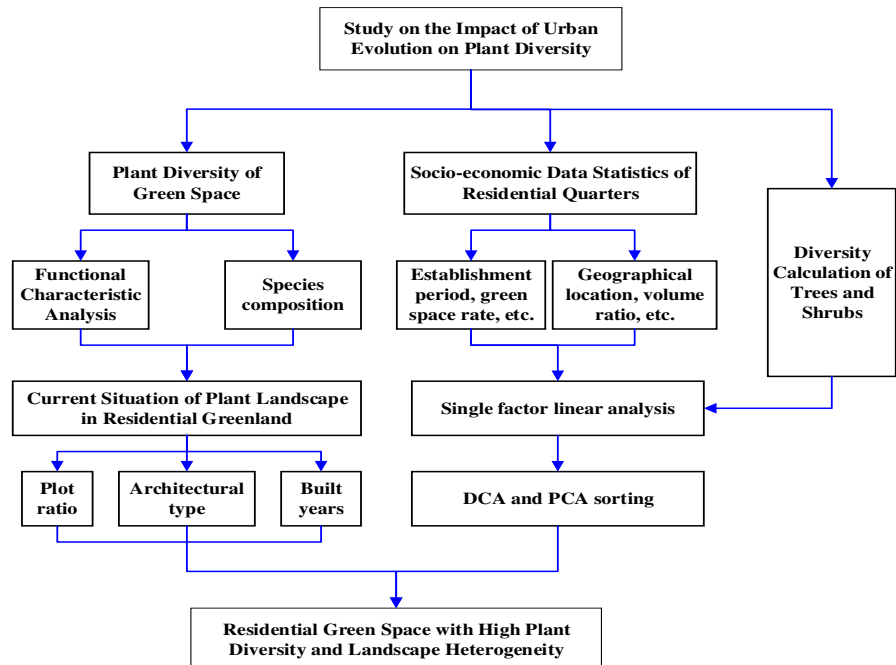 Study on the Impact of Urban
Evolution on Plant Diversity
Plant Diversity of
Green Space
Socio-economic Data Statistics of
Residential Quarters
Diversity
Calculation of
Trees and
Shrubs
Functional
Characteristic
Analysis
Species
composition
Establishment
period, green
space rate, etc.
Geographical
location, volume
ratio, etc.
Current Situation of Plant Landscape
in Residential Greenland
Single factor linear analysis
Plot
ratio
Architectural
type
Built
years
DCA and PCA sorting
Residential Green Space with High Plant
Diversity and Landscape Heterogeneity